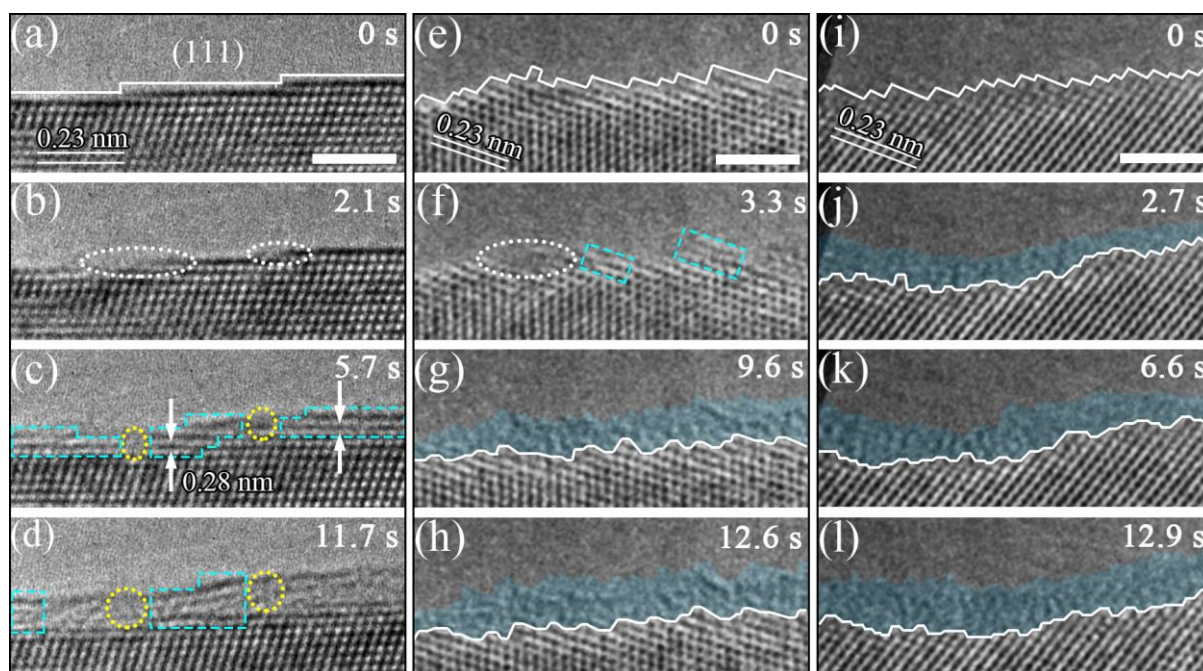 (a)
0 s
(111)
0.23 nm
(b)
2.1 s
(c)
5.7 s
0.28 nm
(d)
11.7 s
(e)
0 s
0.23 nm
(f)
3.3 s
(g)
9.6 s
(h)
12.6 s
(i)
0 s
0.23 nm
(j)
2.7 s
(k)
6.6 s
(l)
12.9 s